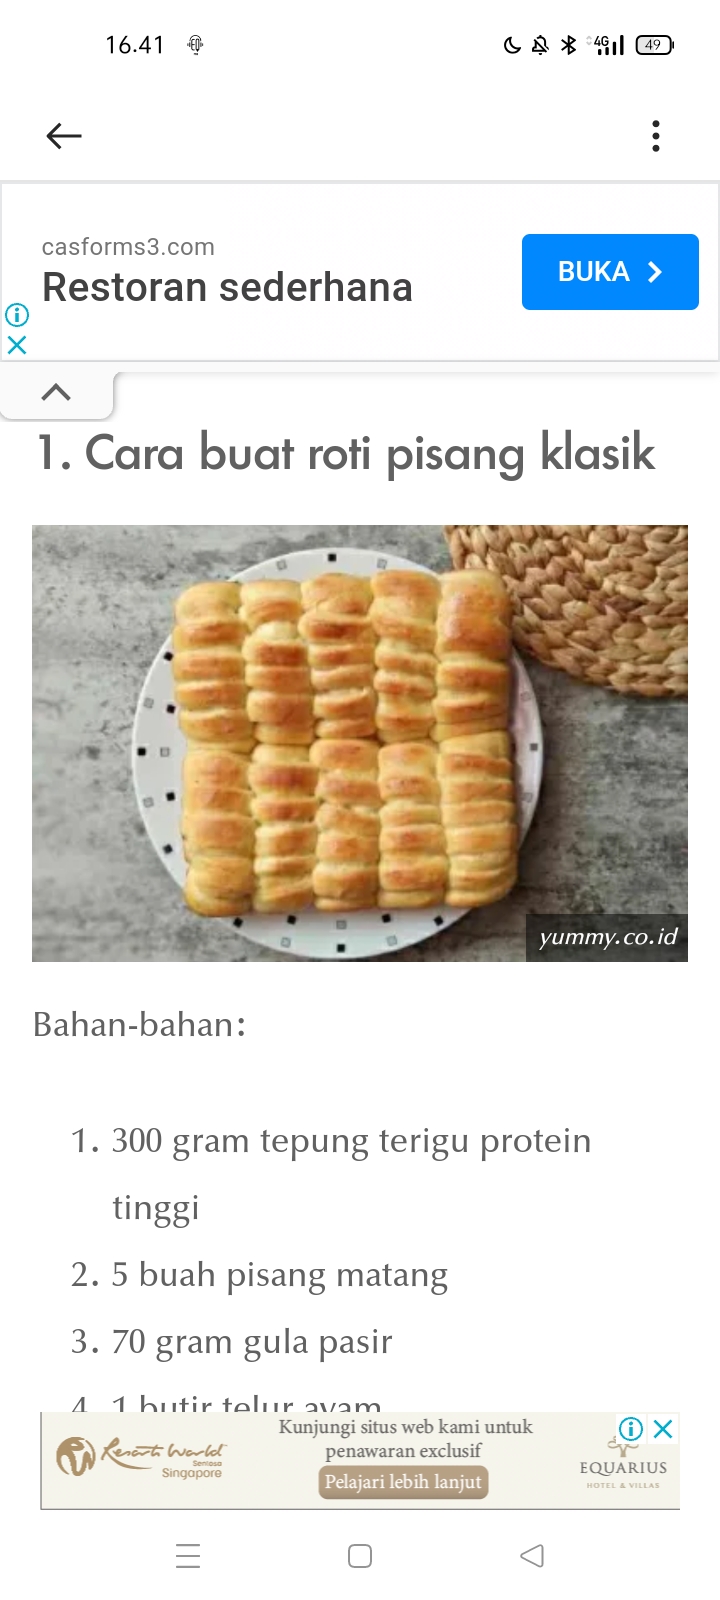 16.41
4G
49
casforms3.com
Restoran sederhana
BUKA
1. Cara buat roti pisang klasik
yummy.co.id
Bahan-bahan:
1. 300 gram tepung terigu protein
tinggi
2. 5 buah pisang matang
3. 70 gram gula pasir
4. 1 butir telur ayam
Kunjungi situs web kami untuk
penawaran exclusif
Pelajari lebih lanjut
Resorts World
Sentosa
Singapore
EQUARIUS
HOTEL & VILLAS